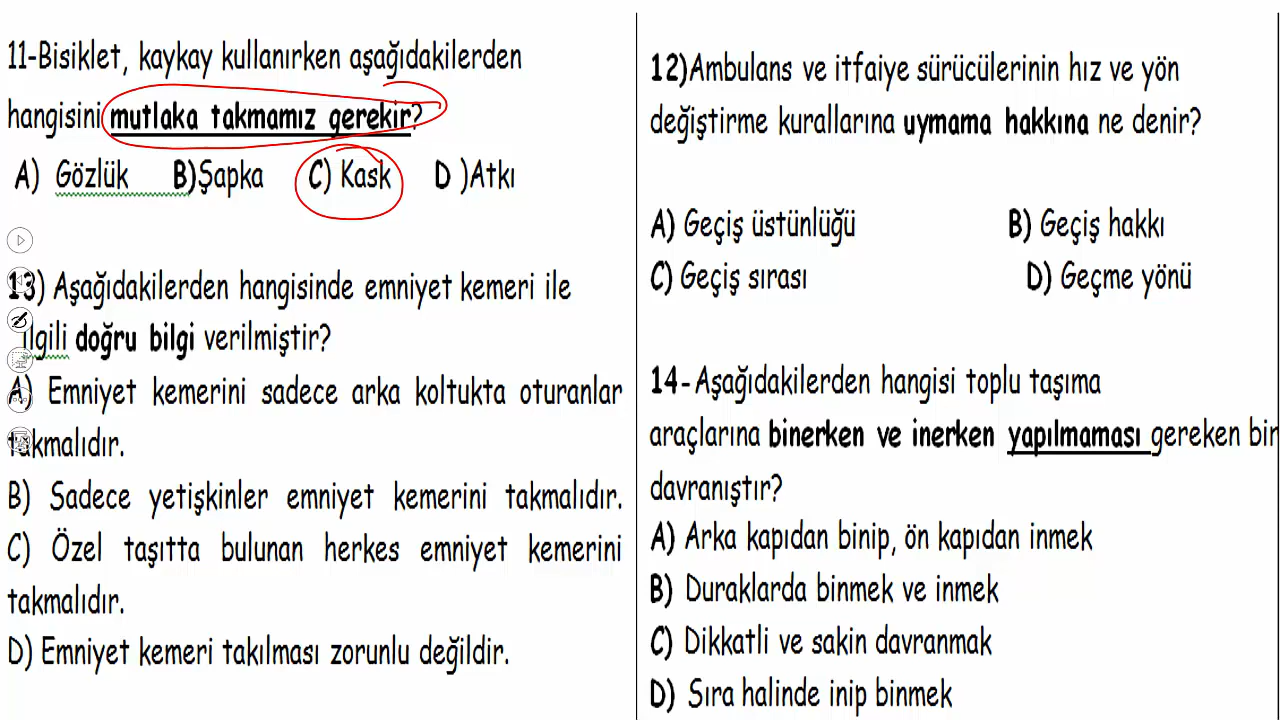 11-Bisiklet, kaykay kullanırken aşağıdakilerden
hangisini mutlaka takmamız gerekir?
A) Gözlük B)Şapka C) Kask D )Atkı
13) Aşağıdakilerden hangisinde emniyet kemeri ile
ilgili doğru bilgi verilmiştir?
A) Emniyet kemerini sadece arka koltukta oturanlar
takmalıdır.
B) Sadece yetişkinler emniyet kemerini takmalıdır.
C) Özel taşıtta bulunan herkes emniyet kemerini
takmalıdır.
D) Emniyet kemeri takılması zorunlu değildir.
12)Ambulans ve itfaiye sürücülerinin hız ve yön
değiştirme kurallarına uymama hakkına ne denir?
A) Geçiş üstünlüğü B) Geçiş hakkı
C) Geçiş sırası D) Geçme yönü
14-Aşağıdakilerden hangisi toplu taşıma
araçlarına binerken ve inerken yapılmaması gereken bir
davranıştır?
A) Arka kapıdan binip, ön kapıdan inmek
B) Duraklarda binmek ve inmek
C) Dikkatli ve sakin davranmak
D) Sıra halinde inip binmek